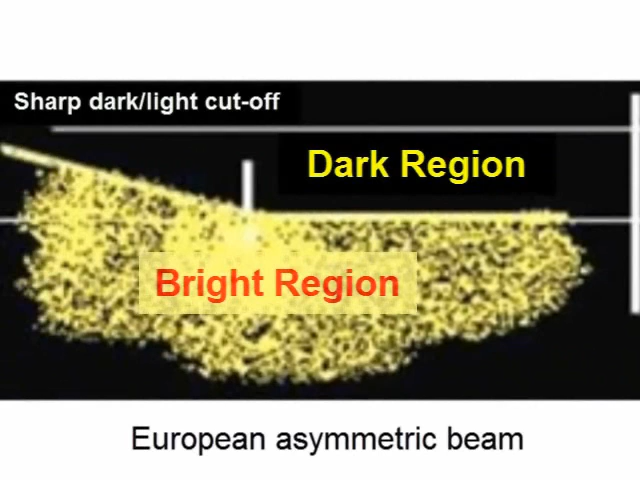 Sharp dark/light cut-off
Dark Region
Bright Region
European asymmetric beam